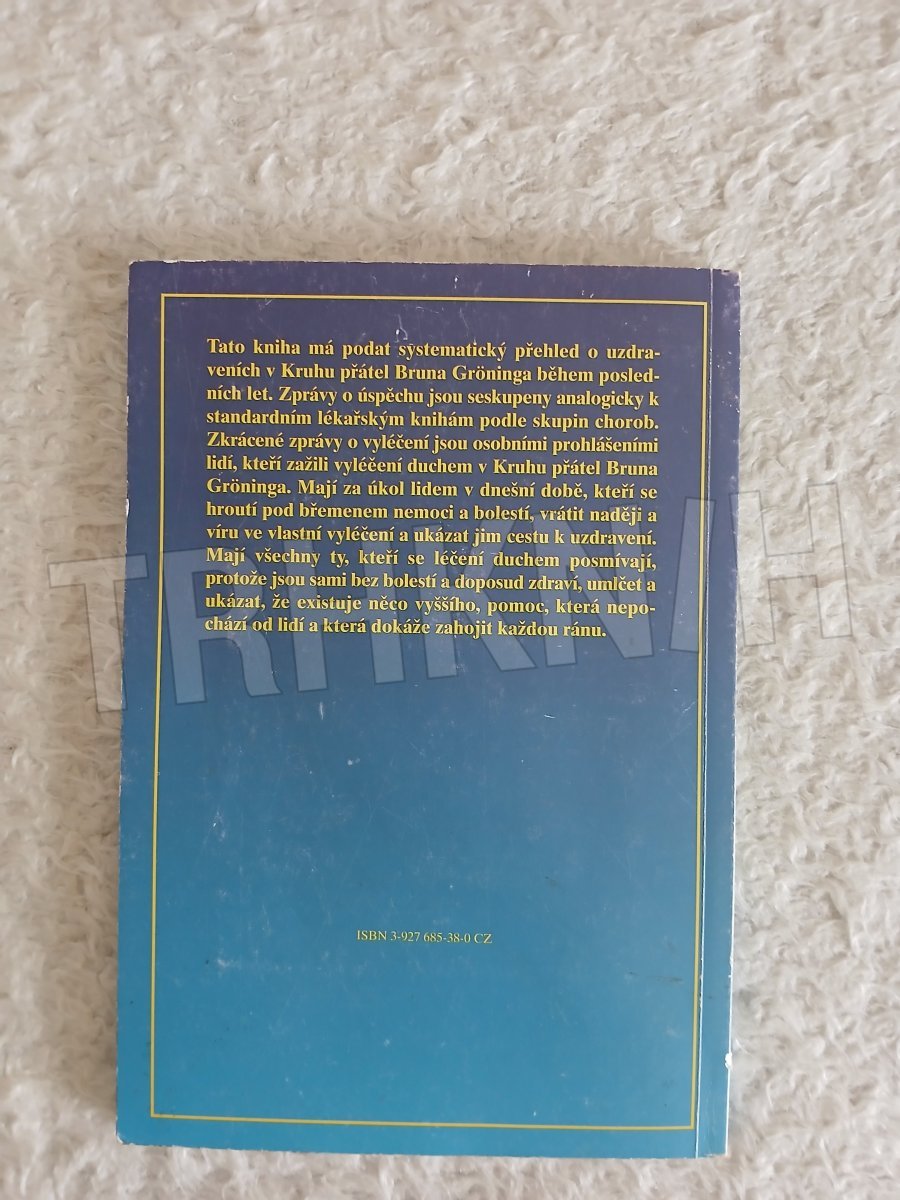 Tato kniha má podat systematický přehled o uzdra-
veních v Kruhu přátel Bruna Gröninga během posled-
ních let. Zprávy o úspěchu jsou seskupeny analogicky k
standardním lékařským knihám podle skupin chorob.
Zkrácené zprávy o vyléčení jsou osobními prohlášeními
lidí, kteří zažili vyléčení duchem v Kruhu přátel Bruna
Gröninga. Mají za úkol lidem v dnešní době, kteří se
hroutí pod břemenem nemoci a bolestí, vrátit naději a
víru ve vlastní vyléčení a ukázat jim cestu k uzdravení.
Mají všechny ty, kteří se léčení duchem posmívají,
protože jsou sami bez bolestí a doposud zdraví, umlčet a
ukázat, že existuje něco vyššího, pomoc, která nepo-
chází od lidí a která dokáže zahojit každou ránu.
TRHKNIH
ISBN 3-927 685-38-0 CZ